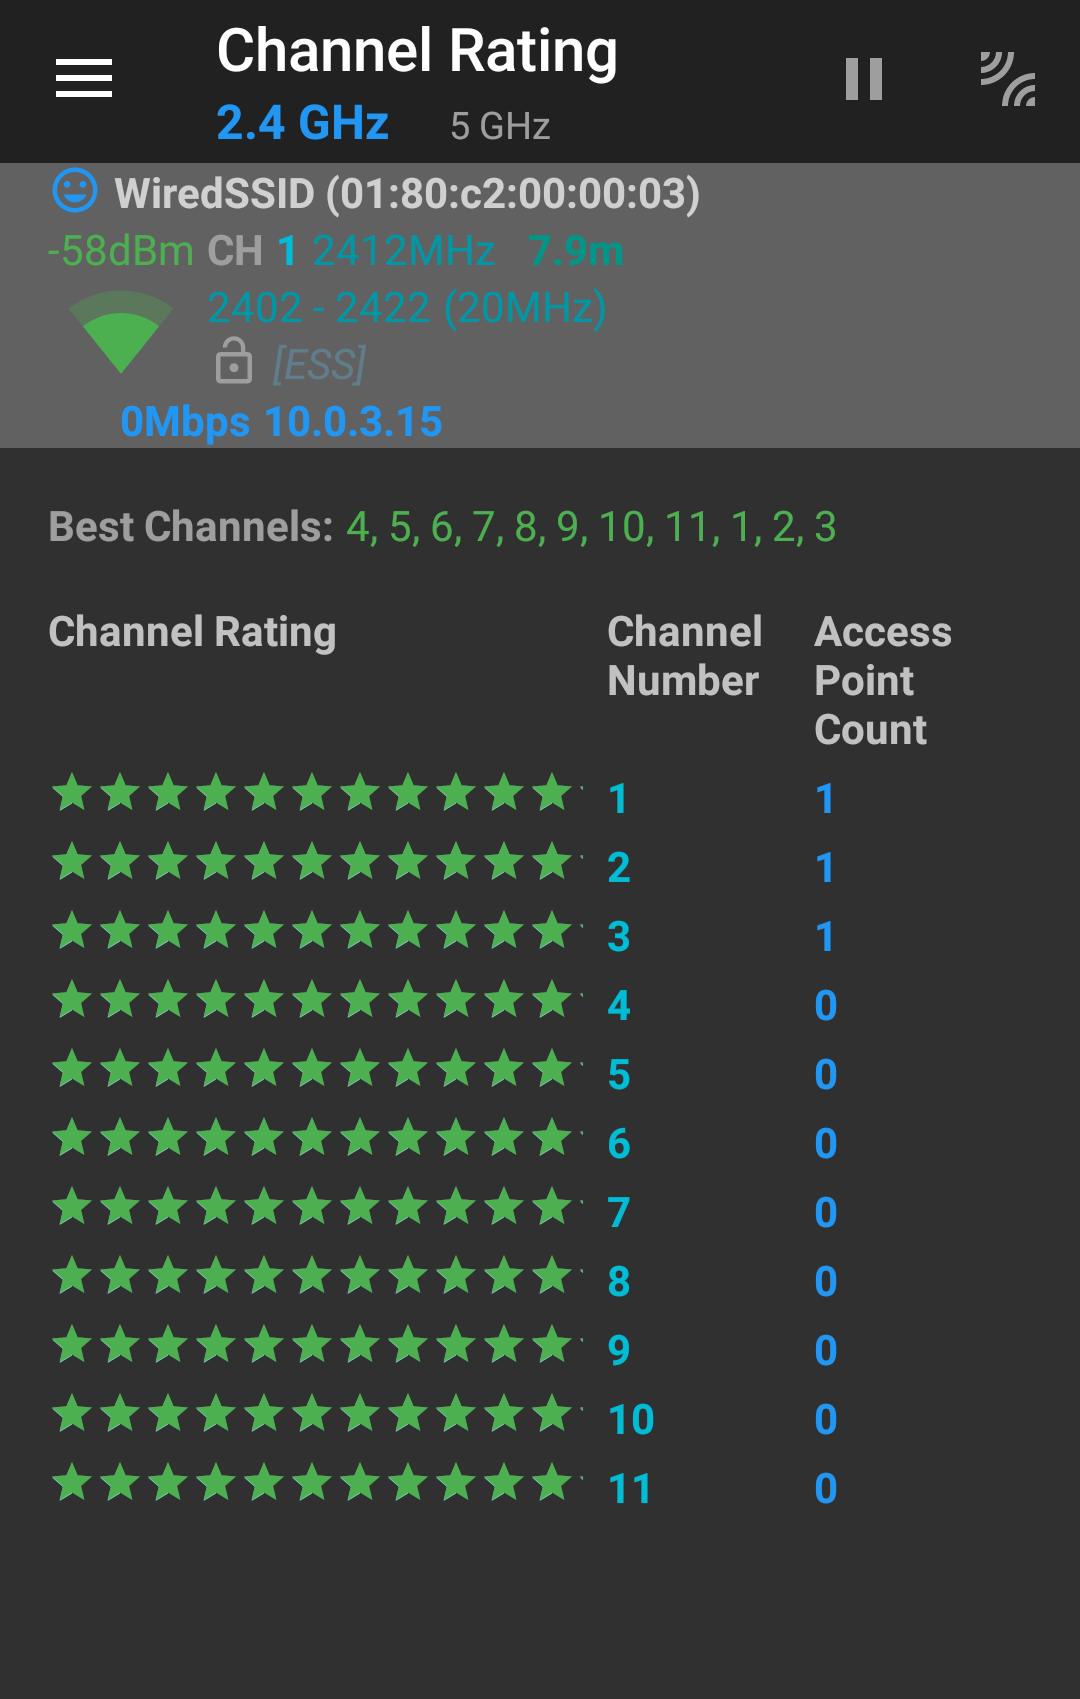 Channel Rating
2.4 GHz 5 GHz
WiredSSID (01:80:c2:00:00:03)
-58dBm CH 1 2412MHz 7.9m
2402 - 2422 (20MHz)
[ESS]
0Mbps 10.0.3.15
Best Channels: 4, 5, 6, 7, 8, 9, 10, 11, 1, 2, 3
Channel Rating Channel Number Access Point Count
1 1
2 1
3 1
4 0
5 0
6 0
7 0
8 0
9 0
10 0
11 0